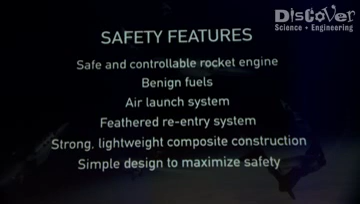 DISCOVER
Science • Engineering
SAFETY FEATURES
Safe and controllable rocket engine
Benign fuels
Air launch system
Feathered re-entry system
Strong, lightweight composite construction
Simple design to maximize safety